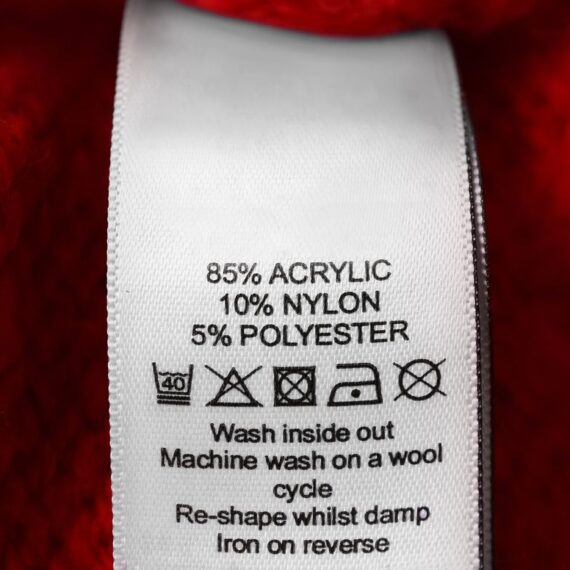 85% ACRYLIC
10% NYLON
5% POLYESTER
40
Wash inside out
Machine wash on a wool
cycle
Re-shape whilst damp
Iron on reverse